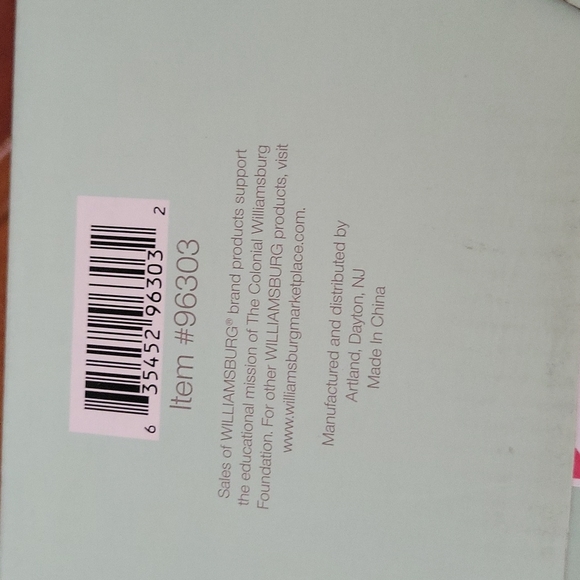 6 35452 96303 2
Item #96303
Sales of WILLIAMSBURG® brand products support
the educational mission of The Colonial Williamsburg
Foundation. For other WILLIAMSBURG products, visit
www.williamsburgmarketplace.com.
Manufactured and distributed by
Artland, Dayton, NJ
Made In China